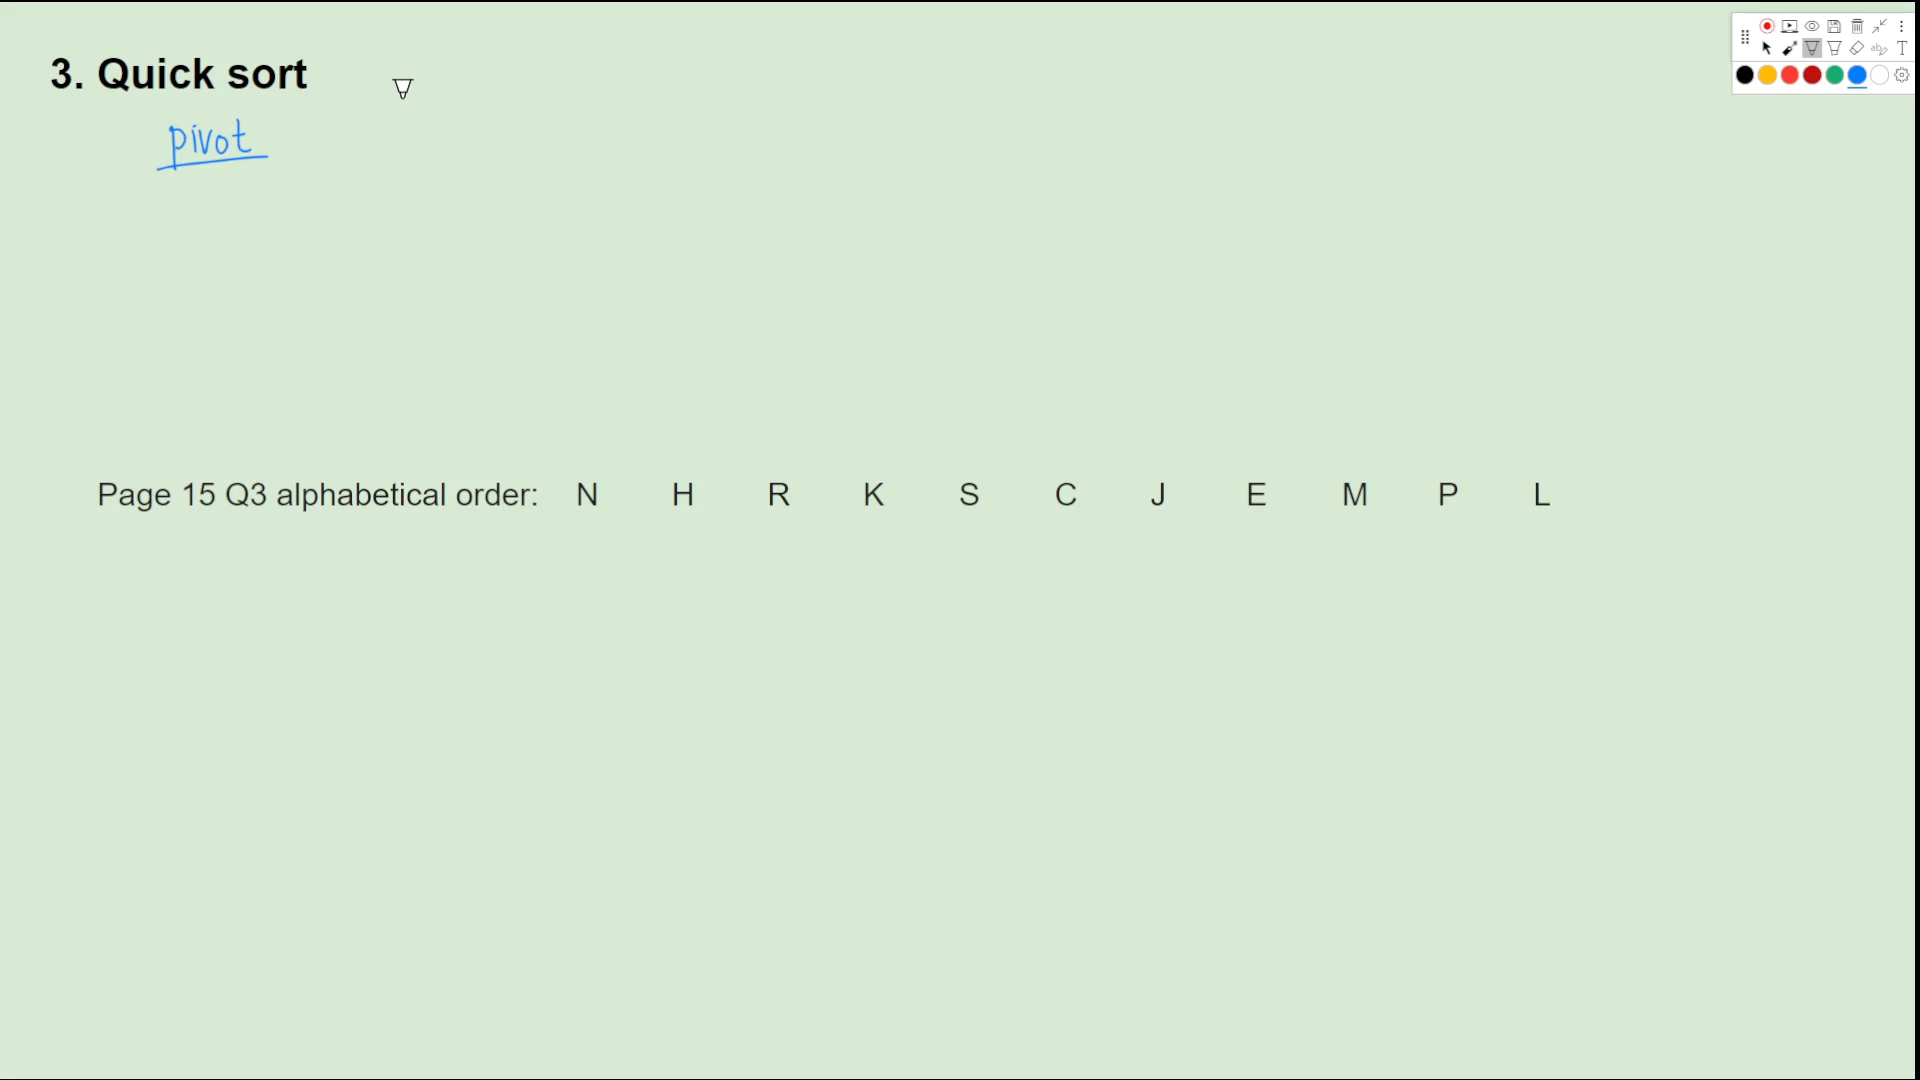 3. Quick sort
pivot
Page 15 Q3 alphabetical order: N H R K S C J E M P L